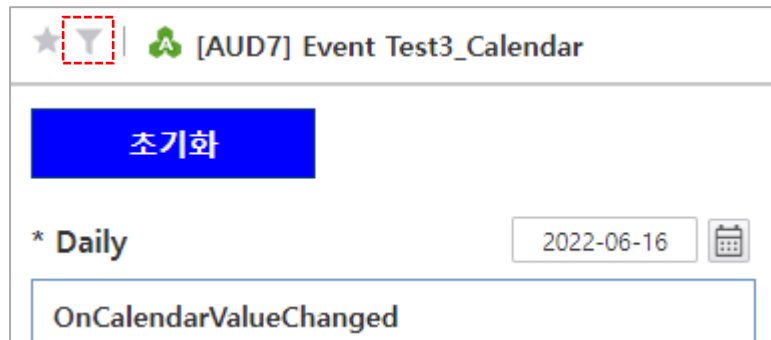 [AUD7] Event Test3_Calendar
초기화
* Daily 2022-06-16
OnCalendarValueChanged